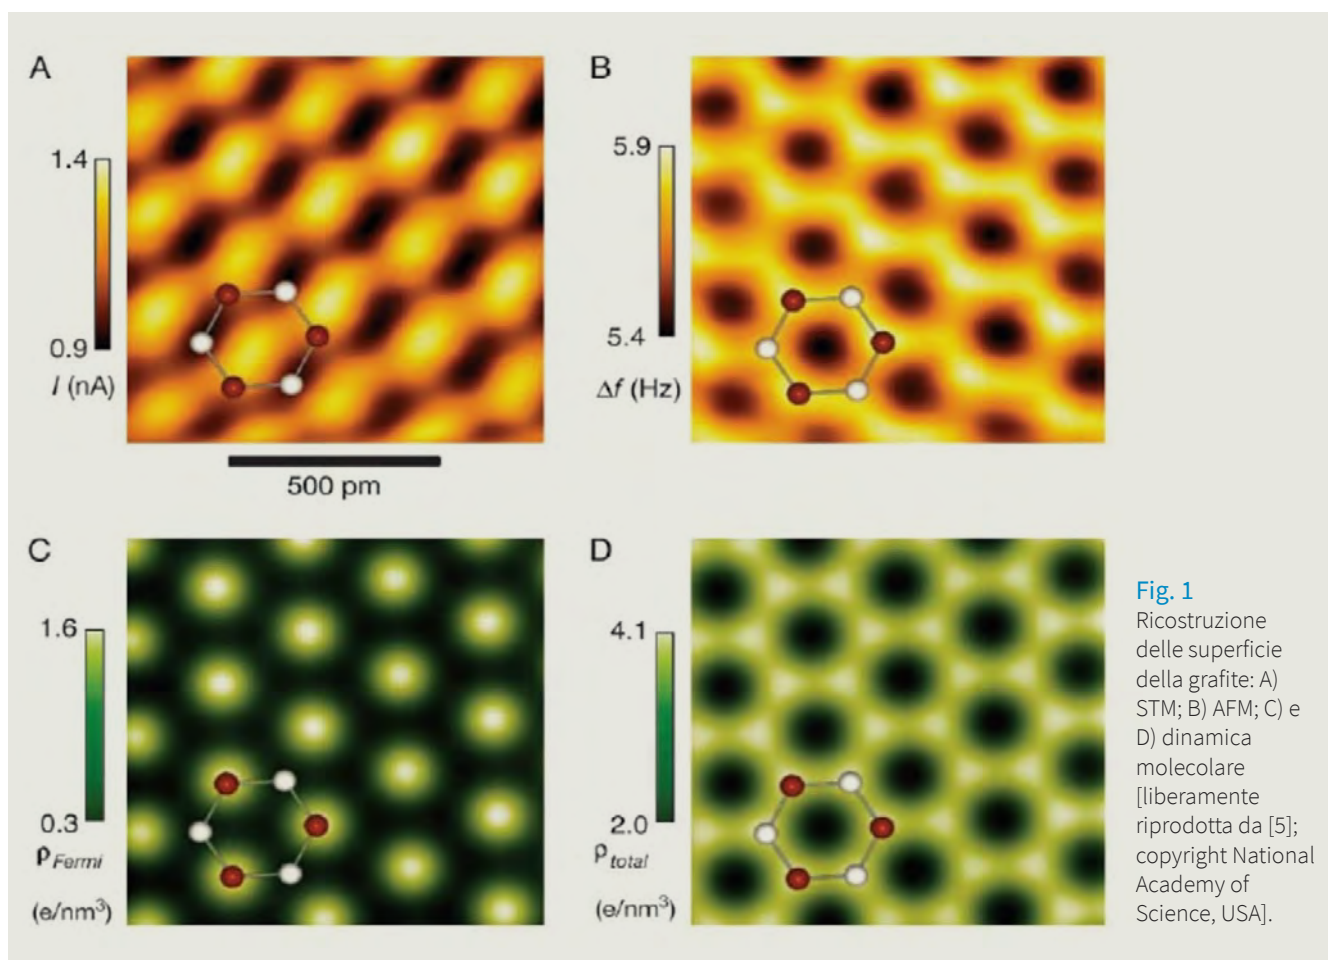 A
1.4
0.9
I (nA)
B
5.9
5.4
Δf (Hz)
500 pm
C
1.6
0.3
ρFermi
(e/nm³)
D
4.1
2.0
ρtotal
(e/nm³)
Fig. 1
Ricostruzione
delle superficie
della grafite: A)
STM; B) AFM; C) e
D) dinamica
molecolare
[liberamente
riprodotta da [5];
copyright National
Academy of
Science, USA].